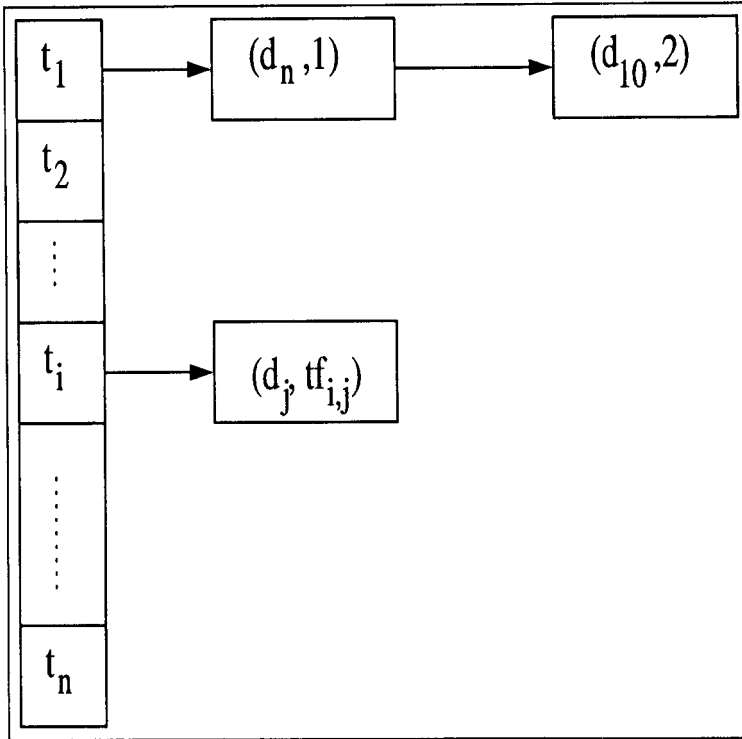 t₁ (dₙ,1) (d₁₀,2)
t₂
⋮
tᵢ (dⱼ, tfᵢ,ⱼ)
⋮
tₙ